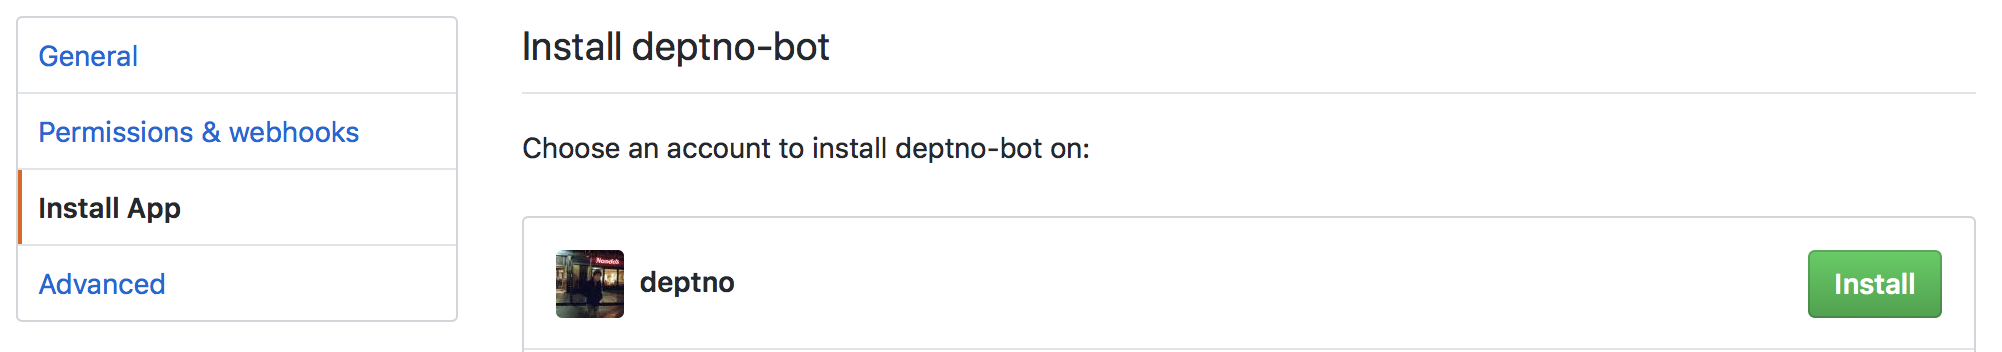 General
Permissions & webhooks
Install App
Advanced
Install deptno-bot
Choose an account to install deptno-bot on:
Nando's
deptno
Install